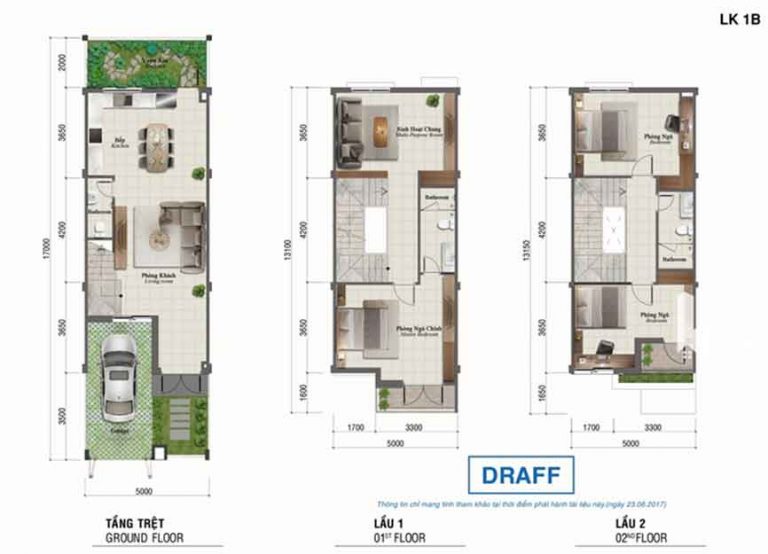 LK 1B
2000
3650
4200
3650
3500
17000
Sân Sau
Bếp
Kitchen
Bathroom
Phòng Khách
Living room
Garage
5000
TẦNG TRỆT
GROUND FLOOR
3650
4200
3650
1600
13100
Sinh Hoạt Chung
Multi-Purpose Room
Bathroom
Phòng Ngủ Chính
Master Bedroom
1700
3300
5000
LẦU 1
01ST FLOOR
3650
4200
3650
1650
13150
Phòng Ngủ
Bedroom
Bathroom
Phòng Ngủ
Bedroom
1700
3300
5000
LẦU 2
02ND FLOOR
DRAFF
Thông tin chỉ mang tính tham khảo tại thời điểm phát hành tài liệu này.(ngày 23.06.2017)